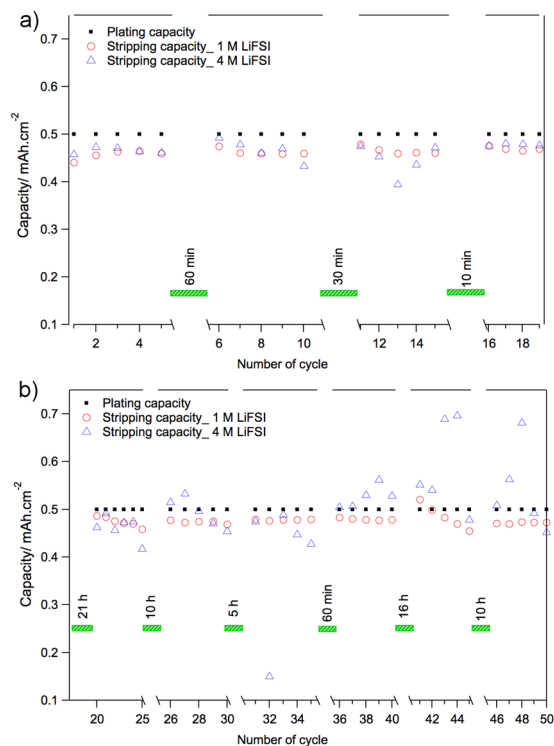 a)
Plating capacity
Stripping capacity_ 1 M LiFSI
Stripping capacity_ 4 M LiFSI
Capacity/ mAh.cm-2
0.7
0.6
0.5
0.4
0.3
0.2
0.1
60 min
30 min
10 min
2 4 6 8 10 12 14 16 18
Number of cycle
b)
Plating capacity
Stripping capacity_ 1 M LiFSI
Stripping capacity_ 4 M LiFSI
Capacity/ mAh.cm-2
0.7
0.6
0.5
0.4
0.3
0.2
0.1
21 h
10 h
5 h
60 min
16 h
10 h
20 25 26 28 30 32 34 36 38 40 42 44 46 48 50
Number of cycle